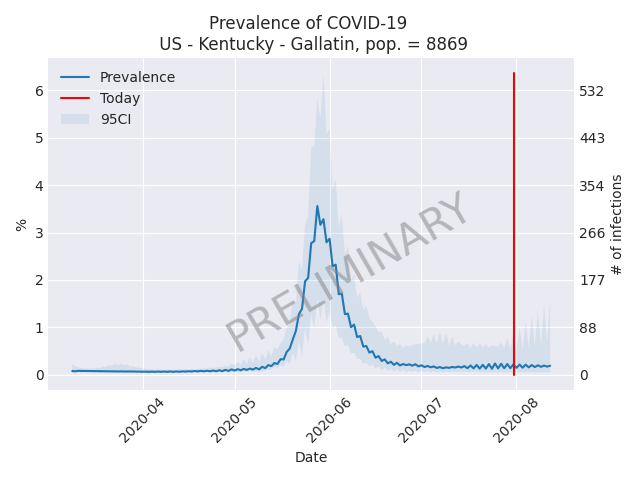 Prevalence of COVID-19
US - Kentucky - Gallatin, pop. = 8869
Prevalence
Today
95CI
6
5
4
3
2
1
0
%
532
443
354
266
177
88
0
# of infections
PRELIMINARY
2020-04
2020-05
2020-06
2020-07
2020-08
Date